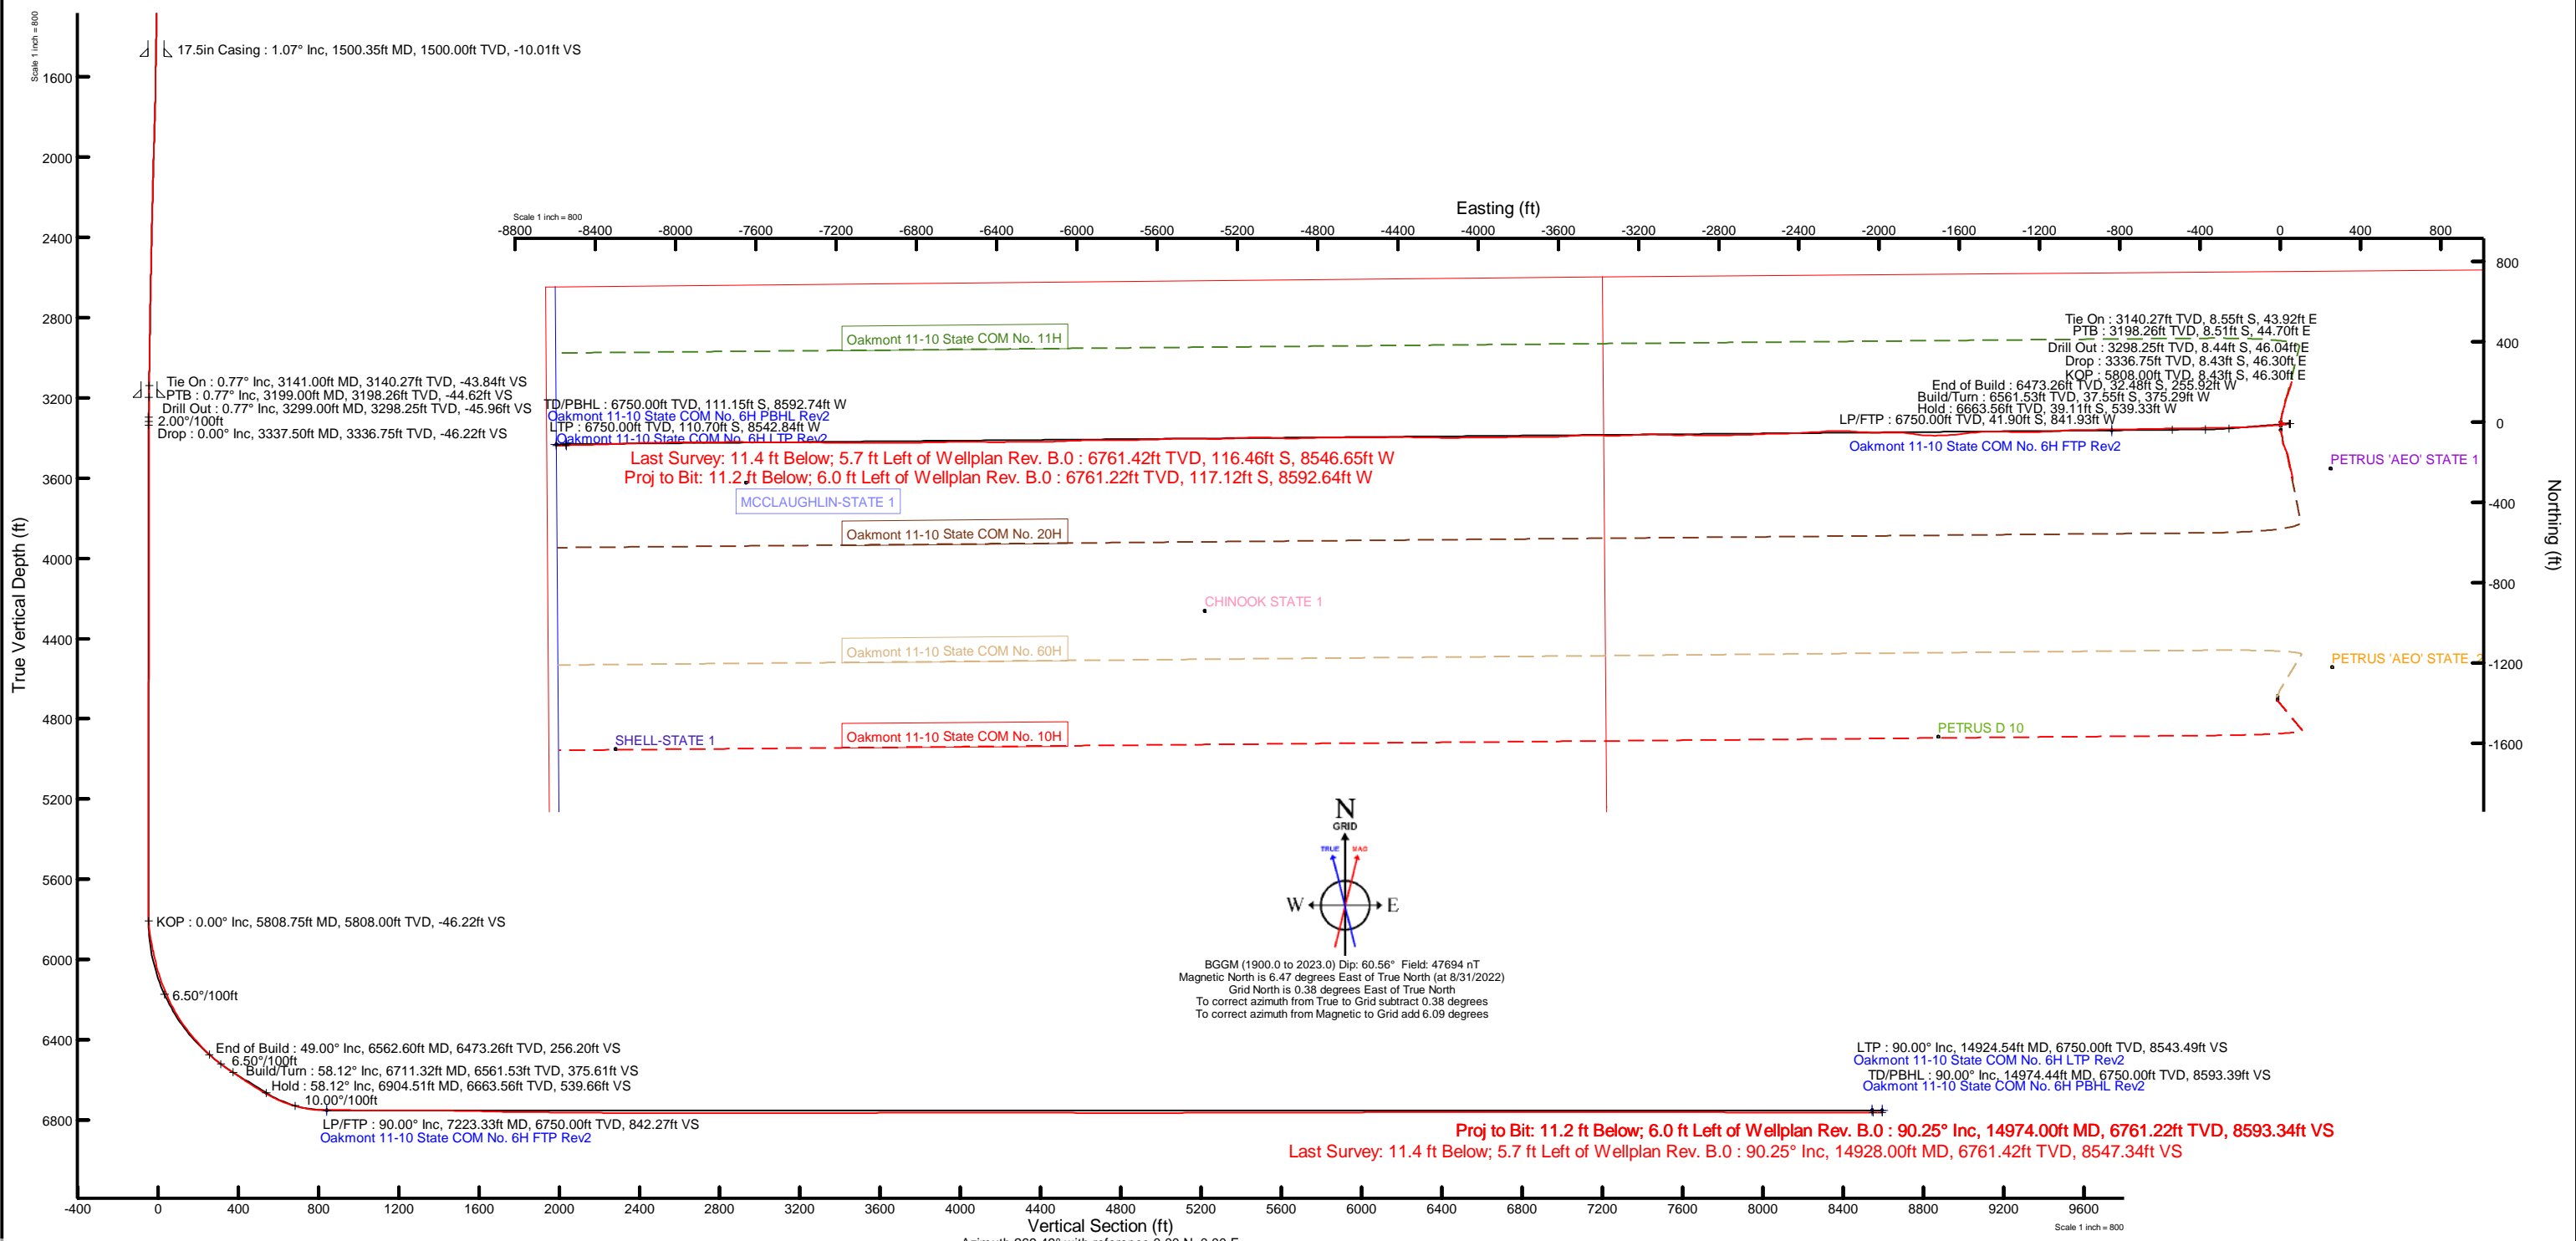 Scale 1 inch = 800
17.5in Casing : 1.07° Inc, 1500.35ft MD, 1500.00ft TVD, -10.01ft VS
1600
2000
2400
2800
3200
3600
4000
4400
4800
5200
5600
6000
6400
6800
True Vertical Depth (ft)
Tie On : 0.77° Inc, 3141.00ft MD, 3140.27ft TVD, -43.84ft VS
PTB : 0.77° Inc, 3199.00ft MD, 3198.26ft TVD, -44.62ft VS
Drill Out : 0.77° Inc, 3299.00ft MD, 3298.25ft TVD, -45.96ft VS
2.00°/100ft
Drop : 0.00° Inc, 3337.50ft MD, 3336.75ft TVD, -46.22ft VS
Easting (ft)
Scale 1 inch = 800
-8800 -8400 -8000 -7600 -7200 -6800 -6400 -6000 -5600 -5200 -4800 -4400 -4000 -3600 -3200 -2800 -2400 -2000 -1600 -1200 -800 -400 0 400 800
800
400
0
-400
-800
-1200
-1600
Northing (ft)
Oakmont 11-10 State COM No. 11H
Tie On : 3140.27ft TVD, 8.55ft S, 43.92ft E
PTB : 3198.26ft TVD, 8.51ft S, 44.70ft E
Drill Out : 3298.25ft TVD, 8.44ft S, 46.04ft E
Drop : 3336.75ft TVD, 8.43ft S, 46.30ft E
KOP : 5808.00ft TVD, 8.43ft S, 46.30ft E
End of Build : 6473.26ft TVD, 32.48ft S, 255.92ft W
Build/Turn : 6561.53ft TVD, 37.55ft S, 375.29ft W
Hold : 6663.56ft TVD, 39.11ft S, 539.33ft W
LP/FTP : 6750.00ft TVD, 41.90ft S, 841.93ft W
Oakmont 11-10 State COM No. 6H FTP Rev2
TD/PBHL : 6750.00ft TVD, 111.15ft S, 8592.74ft W
Oakmont 11-10 State COM No. 6H PBHL Rev2
LTP : 6750.00ft TVD, 110.70ft S, 8542.84ft W
Oakmont 11-10 State COM No. 6H LTP Rev2
Last Survey: 11.4 ft Below; 5.7 ft Left of Wellplan Rev. B.0 : 6761.42ft TVD, 116.46ft S, 8546.65ft W
Proj to Bit: 11.2 ft Below; 6.0 ft Left of Wellplan Rev. B.0 : 6761.22ft TVD, 117.12ft S, 8592.64ft W
PETRUS 'AEO' STATE 1
MCCLAUGHLIN-STATE 1
Oakmont 11-10 State COM No. 20H
CHINOOK STATE 1
Oakmont 11-10 State COM No. 60H
PETRUS 'AEO' STATE
SHELL-STATE 1
Oakmont 11-10 State COM No. 10H
PETRUS D 10
N
GRID
TRUE MAG
W E
BGGM (1900.0 to 2023.0) Dip: 60.56° Field: 47694 nT
Magnetic North is 6.47 degrees East of True North (at 8/31/2022)
Grid North is 0.38 degrees East of True North
To correct azimuth from True to Grid subtract 0.38 degrees
To correct azimuth from Magnetic to Grid add 6.09 degrees
KOP : 0.00° Inc, 5808.75ft MD, 5808.00ft TVD, -46.22ft VS
6.50°/100ft
End of Build : 49.00° Inc, 6562.60ft MD, 6473.26ft TVD, 256.20ft VS
6.50°/100ft
Build/Turn : 58.12° Inc, 6711.32ft MD, 6561.53ft TVD, 375.61ft VS
Hold : 58.12° Inc, 6904.51ft MD, 6663.56ft TVD, 539.66ft VS
10.00°/100ft
LP/FTP : 90.00° Inc, 7223.33ft MD, 6750.00ft TVD, 842.27ft VS
Oakmont 11-10 State COM No. 6H FTP Rev2
LTP : 90.00° Inc, 14924.54ft MD, 6750.00ft TVD, 8543.49ft VS
Oakmont 11-10 State COM No. 6H LTP Rev2
TD/PBHL : 90.00° Inc, 14974.44ft MD, 6750.00ft TVD, 8593.39ft VS
Oakmont 11-10 State COM No. 6H PBHL Rev2
Proj to Bit: 11.2 ft Below; 6.0 ft Left of Wellplan Rev. B.0 : 90.25° Inc, 14974.00ft MD, 6761.22ft TVD, 8593.34ft VS
Last Survey: 11.4 ft Below; 5.7 ft Left of Wellplan Rev. B.0 : 90.25° Inc, 14928.00ft MD, 6761.42ft TVD, 8547.34ft VS
-400 0 400 800 1200 1600 2000 2400 2800 3200 3600 4000 4400 4800 5200 5600 6000 6400 6800 7200 7600 8000 8400 8800 9200 9600
Vertical Section (ft)
Scale 1 inch = 800